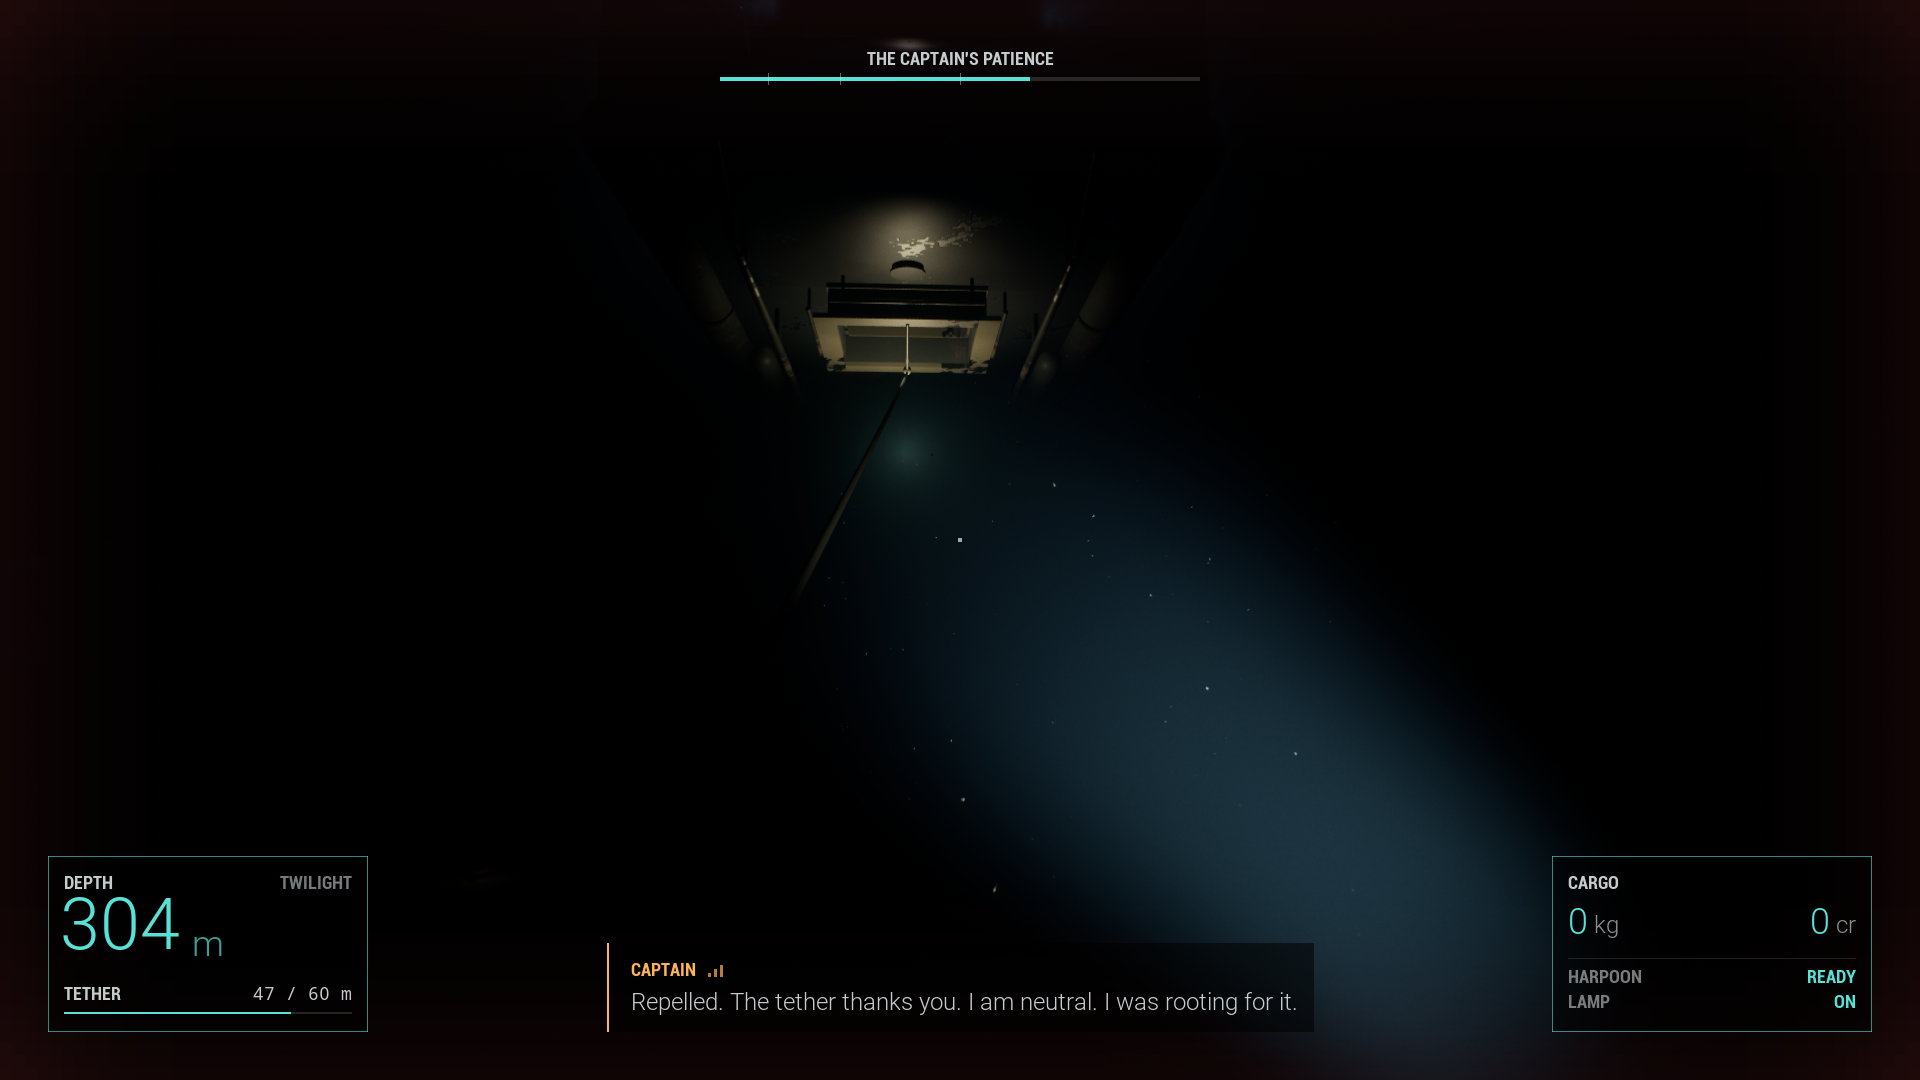 THE CAPTAIN'S PATIENCE
DEPTH TWILIGHT
304 m
TETHER 47 / 60 m
CAPTAIN
Repelled. The tether thanks you. I am neutral. I was rooting for it.
CARGO
0 kg 0 cr
HARPOON READY
LAMP ON